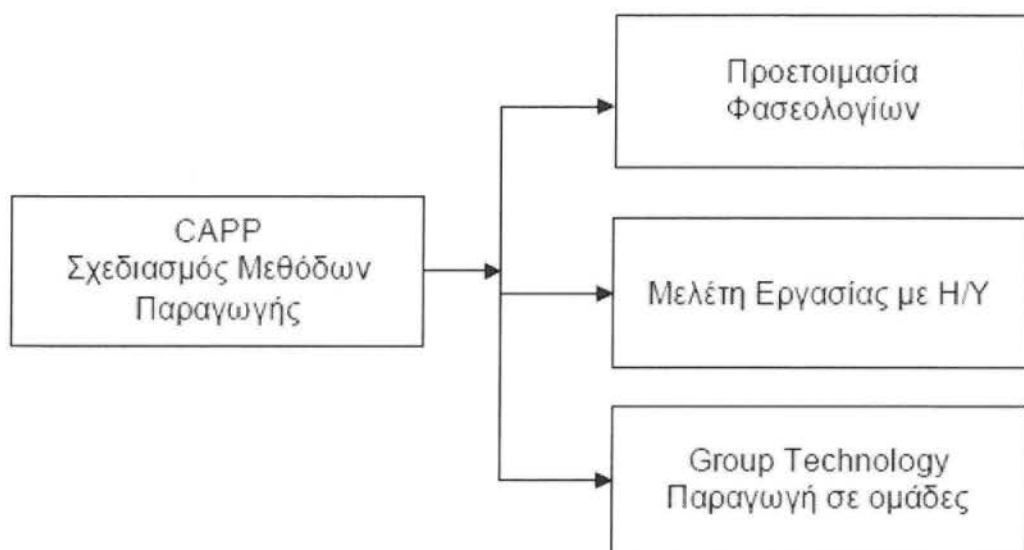 Προετοιμασία
Φασεολογίων
CAPP
Σχεδιασμός Μεθόδων
Παραγωγής
Μελέτη Εργασίας με Η/Υ
Group Technology
Παραγωγή σε ομάδες